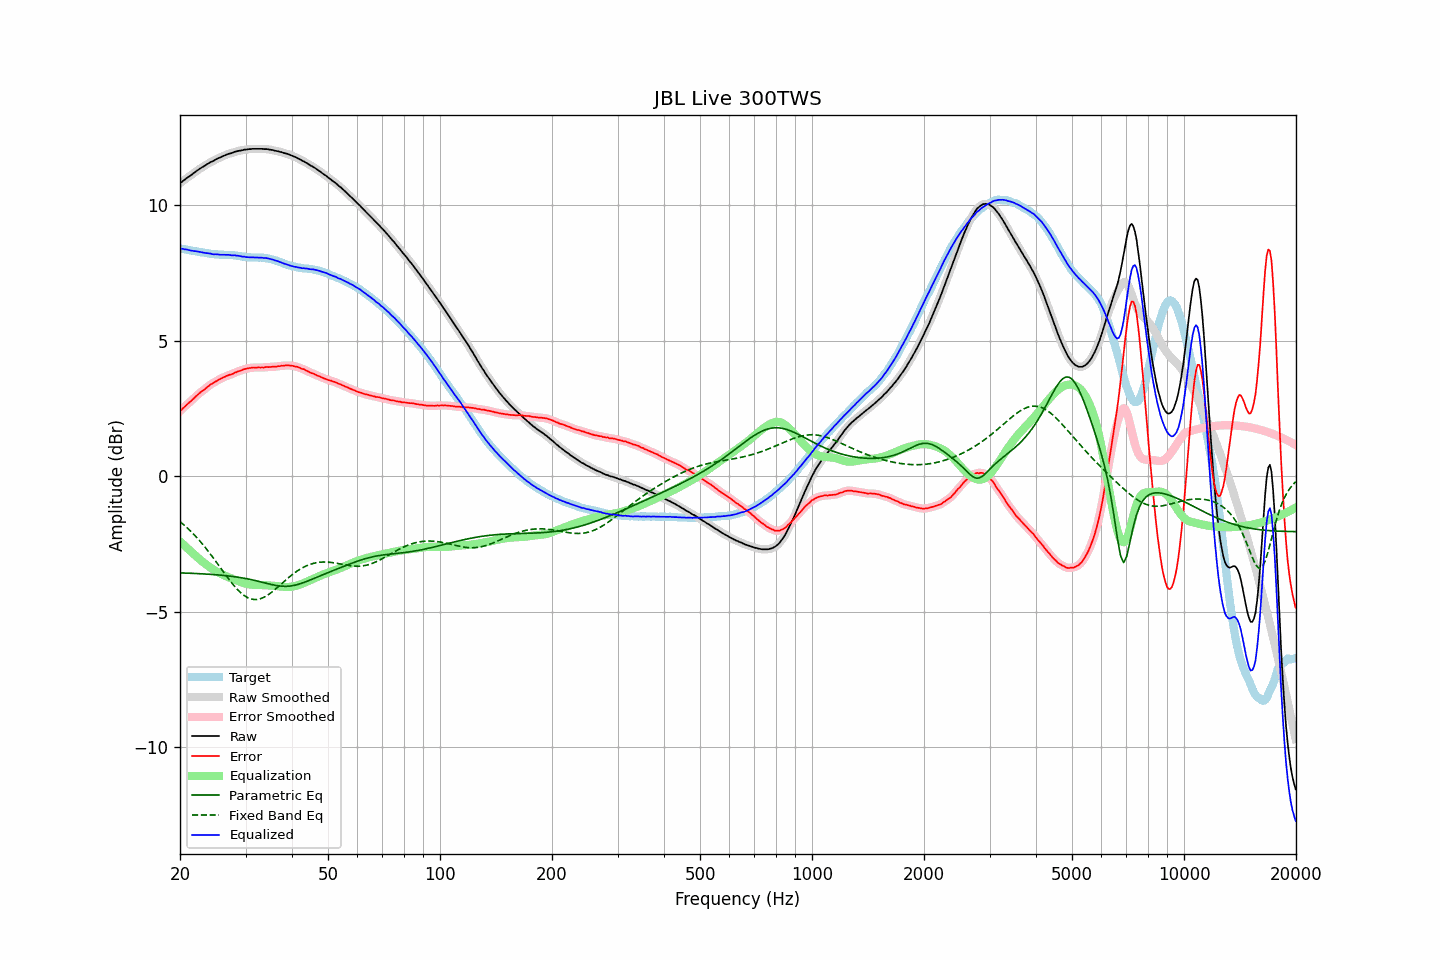 JBL Live 300TWS
Amplitude (dBr)
10
5
0
−5
−10
Target
Raw Smoothed
Error Smoothed
Raw
Error
Equalization
Parametric Eq
Fixed Band Eq
Equalized
20 50 100 200 500 1000 2000 5000 10000 20000
Frequency (Hz)